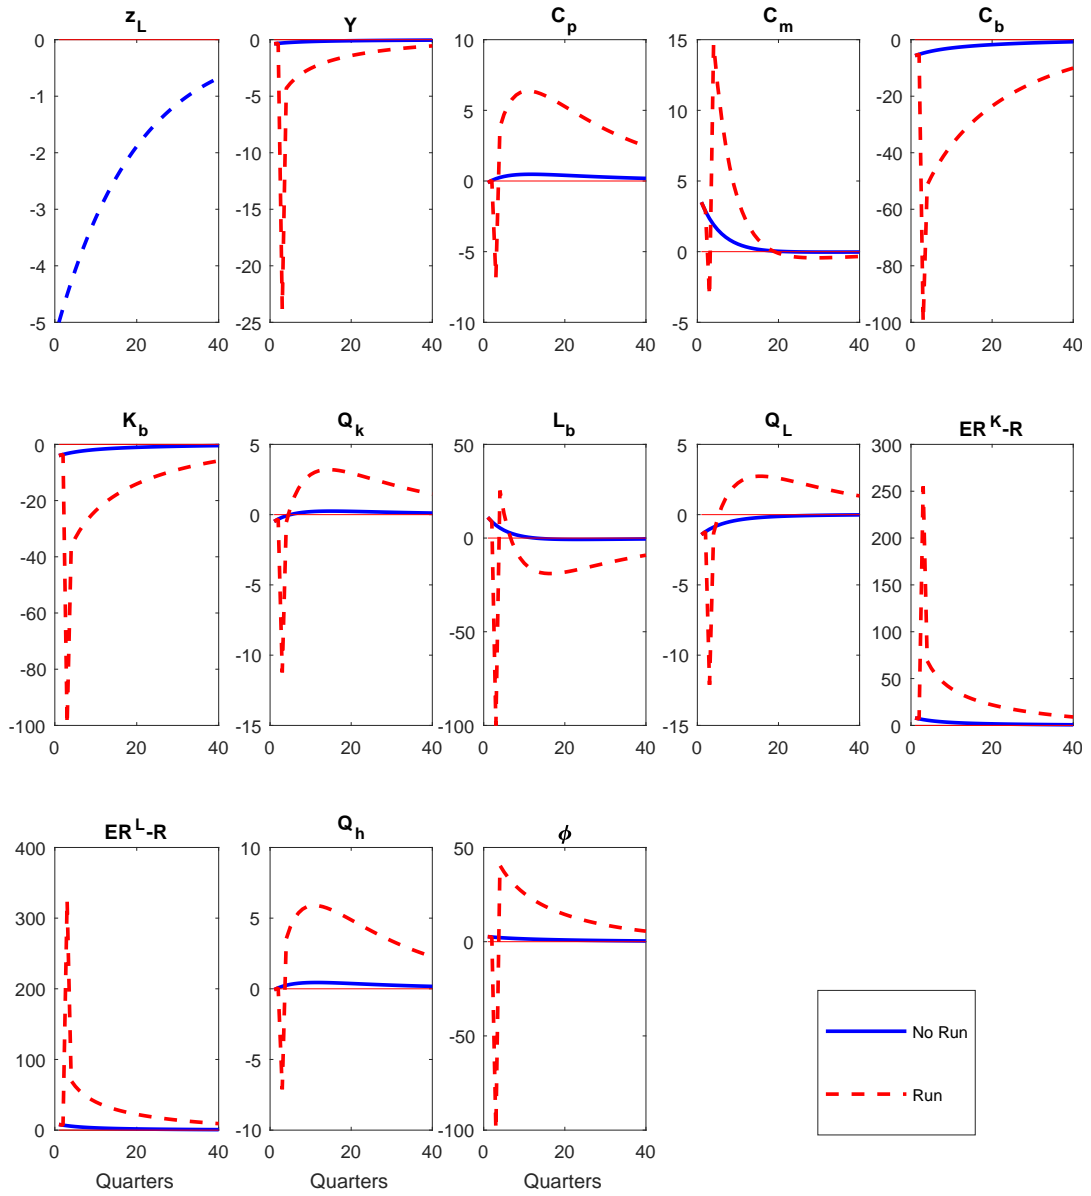 z_L Y C_p C_m C_b
0 0 10 15 0
-1 -5 5 10 -20
-2 -10 0 5 -40
-3 -15 -5 0 -60
-4 -20 -10 -5 -80
-5 -25 -100
0 20 40 0 20 40 0 20 40 0 20 40 0 20 40
K_b Q_k L_b Q_L ER^K-R
0 5 50 5 300
-20 0 0 0 250
-40 -5 -50 -5 200
-60 -10 -100 -10 150
-80 -15 -15 100
-100 50
0
0 20 40 0 20 40 0 20 40 0 20 40 0 20 40
ER^L-R Q_h ϕ
400 10 50
300 5 0
200 0 -50
100 -5 -100
0 -10
0 20 40 0 20 40 0 20 40
Quarters Quarters Quarters
No Run
Run